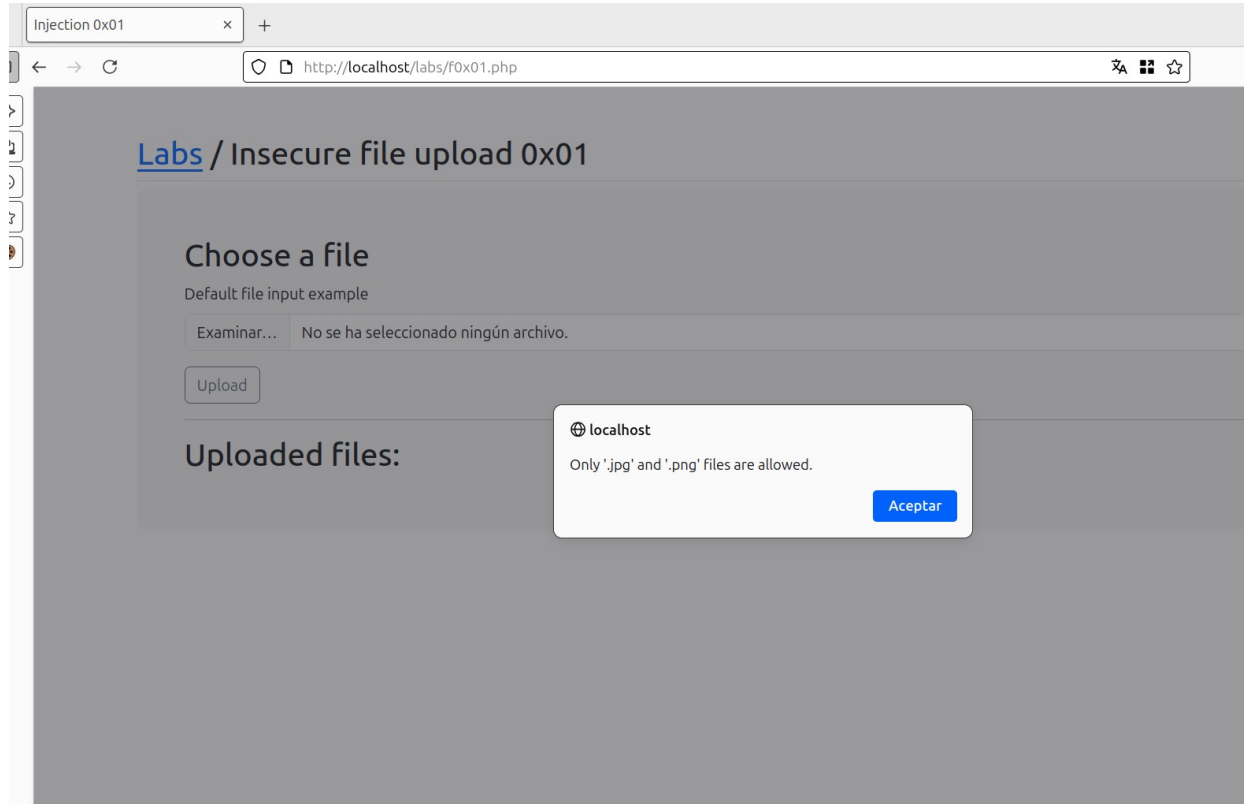 Injection 0x01
http://localhost/labs/f0x01.php
Labs / Insecure file upload 0x01
Choose a file
Default file input example
Examinar... No se ha seleccionado ningún archivo.
Upload
Uploaded files:
localhost
Only '.jpg' and '.png' files are allowed.
Aceptar